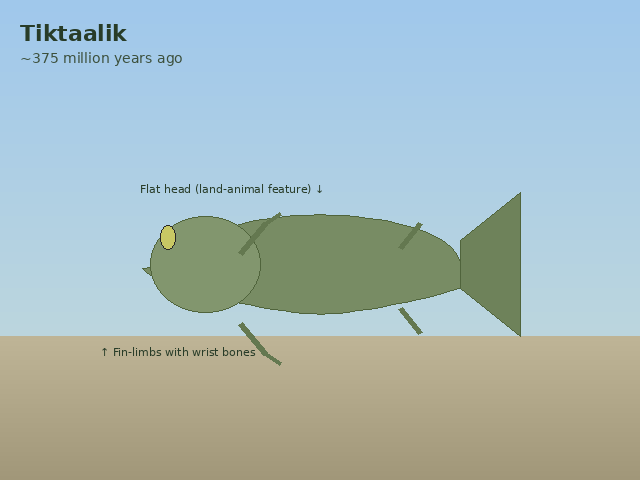 Tiktaalik
~375 million years ago
Flat head (land-animal feature) ↓
↑ Fin-limbs with wrist bones